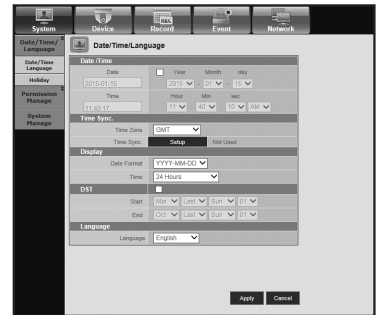 System Device Record Event Network
REC
Date/Time/
Language
Date/Time
Language
Holiday
Permission
Manage
System
Manage
Date/Time/Language
Date /Time
Date Year Month day
2015-01-15 2015 - 01 - 15
Time Hour Min sec
11:40:17 11 : 40 : 10 AM
Time Sync.
Time Zone GMT
Time Sync. Setup Not Used
Display
Date Format YYYY-MM-DD
Time 24 Hours
DST
Start Mar Last Sun 01
End Oct Last Sun 01
Language
Language English
Apply Cancel